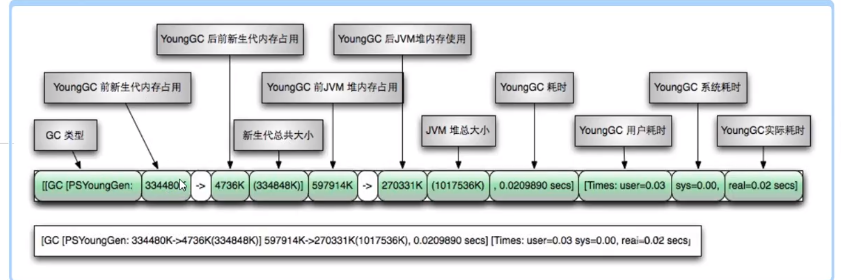 YoungGC 后前新生代内存占用
YoungGC 后JVM堆内存使用
YoungGC 前新生代内存占用
YoungGC 前JVM 堆内存占用
YoungGC 耗时
YoungGC 系统耗时
GC 类型
新生代总共大小
JVM 堆总大小
YoungGC 用户耗时
YoungGC实际耗时
[[GC [PSYoungGen: 334480K -> 4736K (334848K)] 597914K -> 270331K (1017536K) , 0.0209890 secs] [Times: user=0.03 sys=0.00, real=0.02 secs]
[GC [PSYoungGen: 334480K->4736K(334848K)] 597914K->270331K(1017536K), 0.0209890 secs] [Times: user=0.03 sys=0.00, real=0.02 secs]